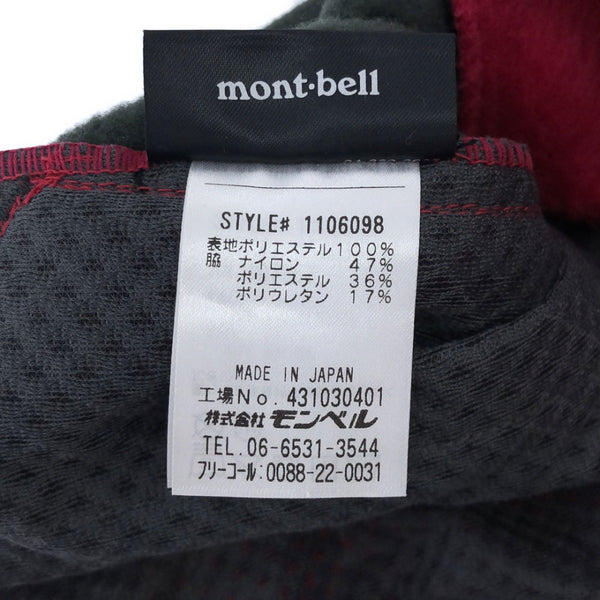 mont·bell
STYLE# 1106098
表地ポリエステル100%
脇 ナイロン 47%
ポリエステル 36%
ポリウレタン 17%
MADE IN JAPAN
工場No. 431030401
株式会社 モンベル
TEL. 06-6531-3544
フリーコール:0088-22-0031